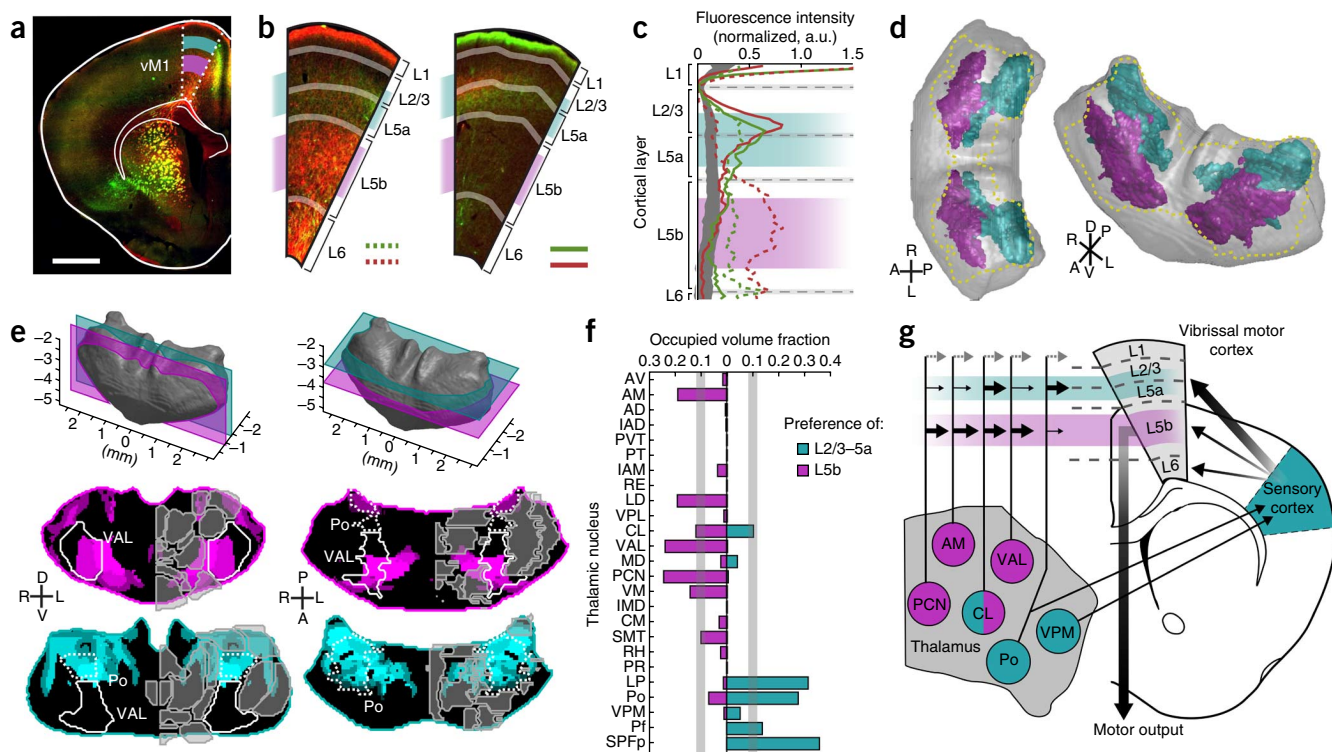 a
vM1
b
L1
L2/3
L5a
L5b
L6
c
Fluorescence intensity
(normalized, a.u.)
0 0.5 1.0 1.5
Cortical layer
L1
L2/3
L5a
L5b
L6
d
R
A P
L
D
R P
A L
V
e
−2
−3
−4
−5
2 1 0 1 2
(mm)
−1
−2
−2
−3
−4
−5
2 1 0 1 2
(mm)
−1
−2
VAL
D
R L
V
Po
VAL
P
R L
A
Po
VAL
Po
f
Occupied volume fraction
0.3 0.2 0.1 0 0.1 0.2 0.3 0.4
Thalamic nucleus
AV
AM
AD
IAD
PVT
PT
IAM
RE
LD
VPL
CL
VAL
MD
PCN
VM
IMD
CM
SMT
RH
PR
LP
Po
VPM
Pf
SPFp
Preference of:
L2/3–5a
L5b
g
Vibrissal motor
cortex
L1
L2/3
L5a
L5b
L6
Sensory
cortex
AM
VAL
PCN
CL
VPM
Po
Thalamus
Motor output